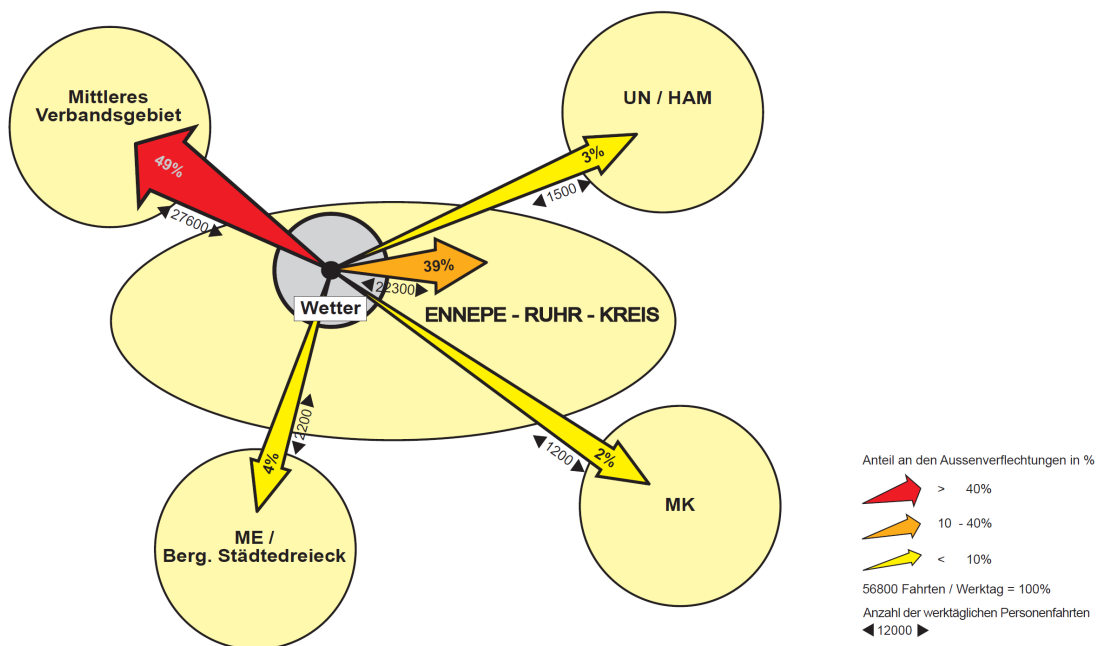 Mittleres
Verbandsgebiet
49%
27600
UN / HAM
3%
1500
39%
22300
Wetter
ENNEPE - RUHR - KREIS
2200
4%
ME /
Berg. Städtedreieck
1200
2%
MK
Anteil an den Aussenverflechtungen in %
> 40%
10 - 40%
< 10%
56800 Fahrten / Werktag = 100%
Anzahl der werktäglichen Personenfahrten
12000